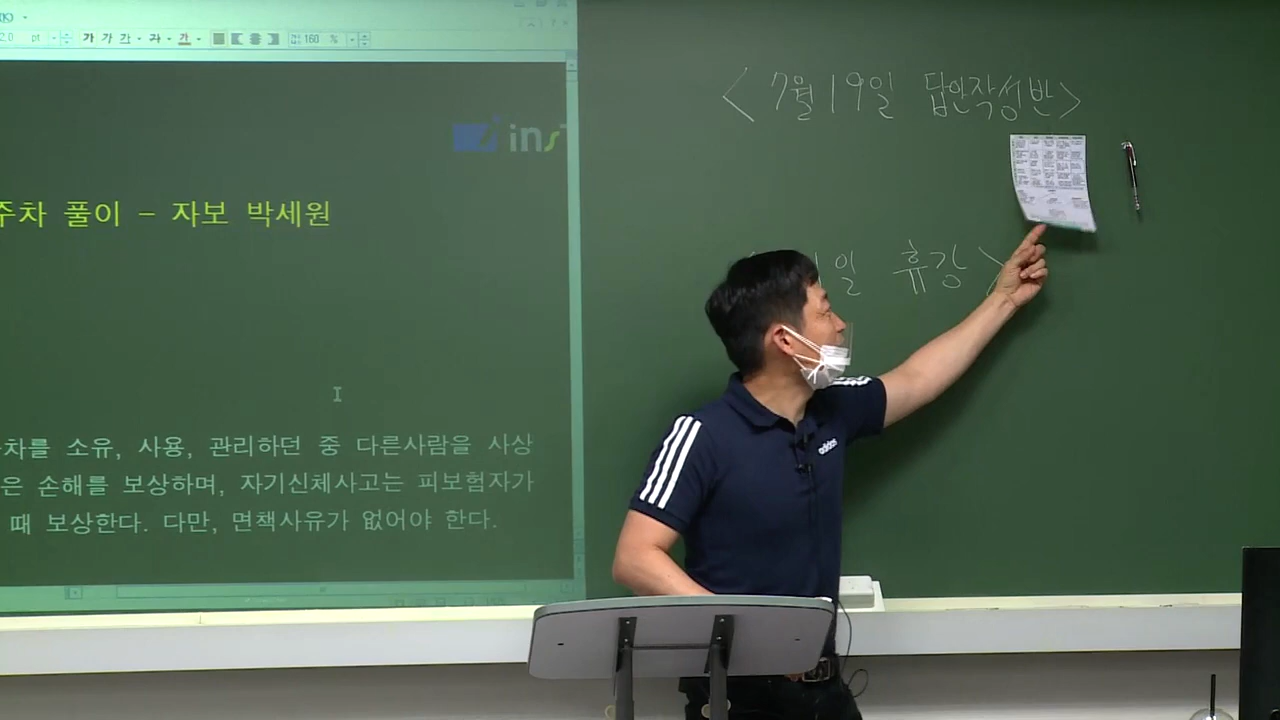 pt
가 가 가 가 가 160 %
ins
주차 풀이 - 자보 박세원
차를 소유, 사용, 관리하던 중 다른사람을 사상
은 손해를 보상하며, 자기신체사고는 피보험자가
때 보상한다. 다만, 면책사유가 없어야 한다.
<7월 19일 답안작성반>
일 휴강 >
adidas